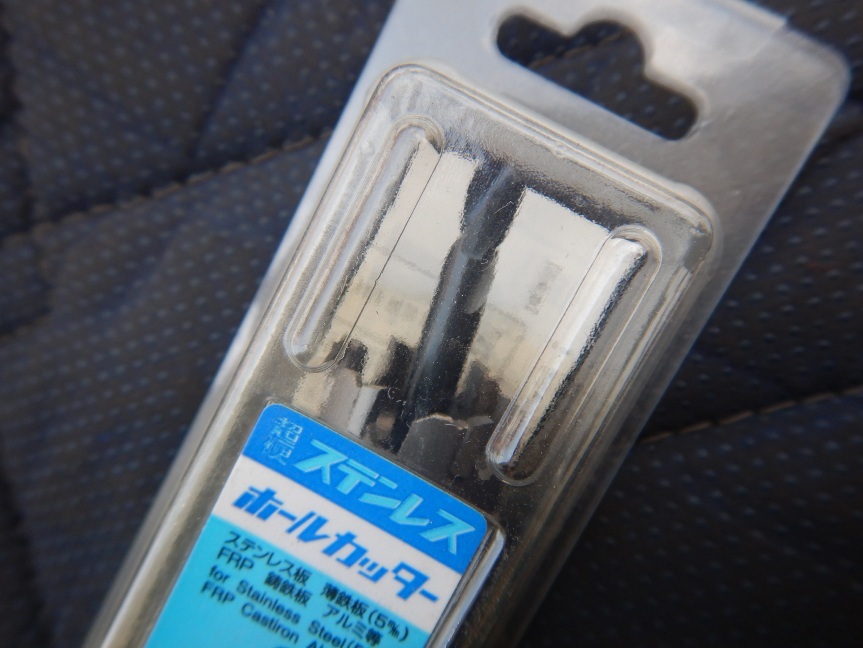 超硬 ステンレス
ホールカッター
ステンレス板 薄鉄板(5㎜)
FRP 鋳鉄板 アルミ等
for Stainless Steel(
FRP Castiron